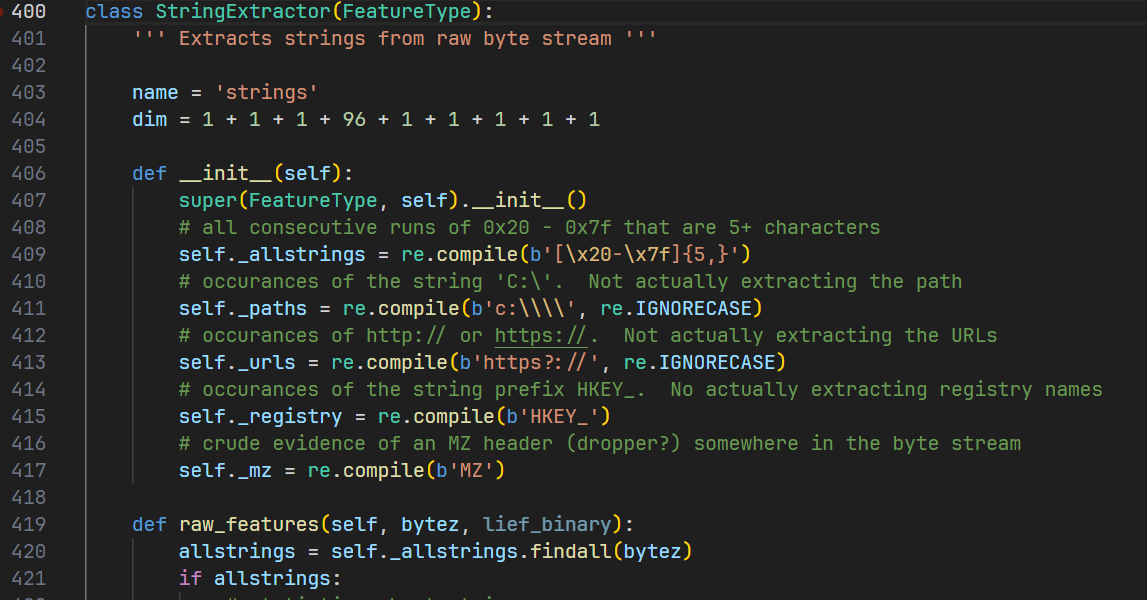 400 class StringExtractor(FeatureType):
401     ''' Extracts strings from raw byte stream '''
402
403     name = 'strings'
404     dim = 1 + 1 + 1 + 96 + 1 + 1 + 1 + 1 + 1
405
406     def __init__(self):
407         super(FeatureType, self).__init__()
408         # all consecutive runs of 0x20 - 0x7f that are 5+ characters
409         self._allstrings = re.compile(b'[\x20-\x7f]{5,}')
410         # occurances of the string 'C:\'.  Not actually extracting the path
411         self._paths = re.compile(b'c:\\\\', re.IGNORECASE)
412         # occurances of http:// or https://.  Not actually extracting the URLs
413         self._urls = re.compile(b'https?://', re.IGNORECASE)
414         # occurances of the string prefix HKEY_.  No actually extracting registry names
415         self._registry = re.compile(b'HKEY_')
416         # crude evidence of an MZ header (dropper?) somewhere in the byte stream
417         self._mz = re.compile(b'MZ')
418
419     def raw_features(self, bytez, lief_binary):
420         allstrings = self._allstrings.findall(bytez)
421         if allstrings: